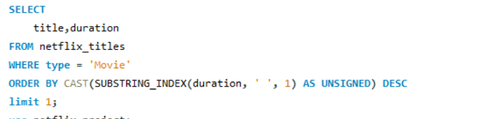 SELECT
title,duration
FROM netflix_titles
WHERE type = 'Movie'
ORDER BY CAST(SUBSTRING_INDEX(duration, ' ', 1) AS UNSIGNED) DESC
limit 1;